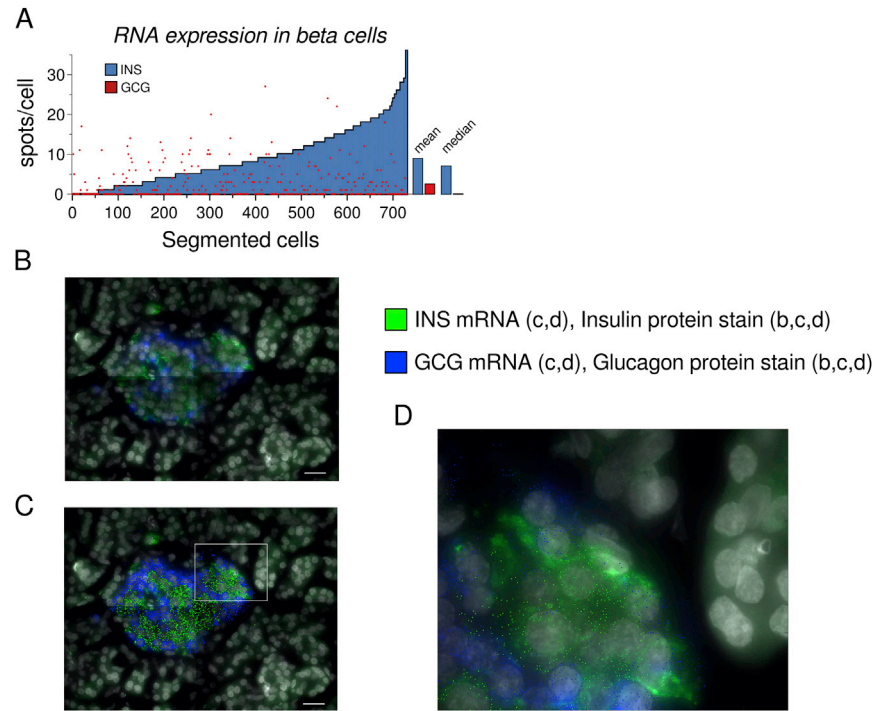 A
RNA expression in beta cells
spots/cell
30
20
10
0
INS
GCG
mean
median
0 100 200 300 400 500 600 700
Segmented cells
B
INS mRNA (c,d), Insulin protein stain (b,c,d)
GCG mRNA (c,d), Glucagon protein stain (b,c,d)
C
D